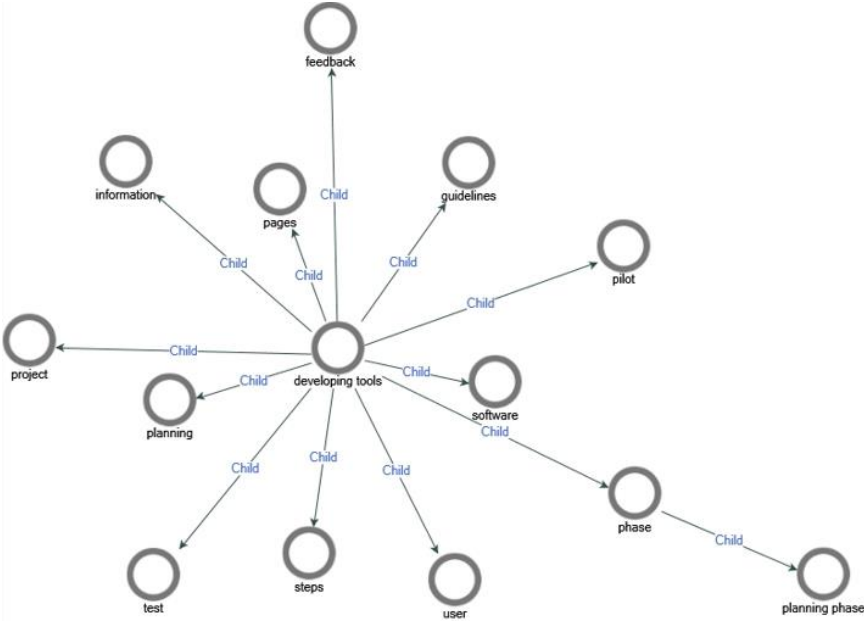 feedback
information
Child
guidelines
pages
Child
Child
Child
pilot
Child
Child
project
developing tools
Child
Child
software
planning
Child
Child
Child
Child
phase
Child
test
steps
user
planning phase